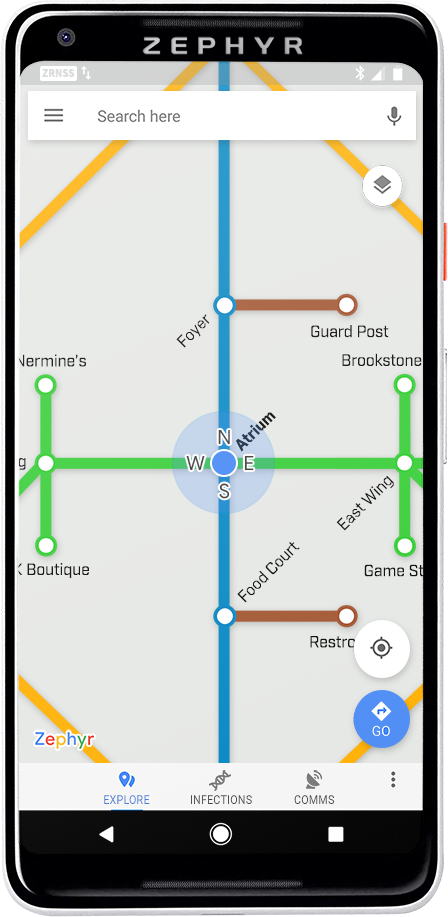 ZEPHYR
ZRNSS
Search here
Foyer
Guard Post
Nermine's
Brookstone
N
Atrium
W
E
g
S
East Wing
K Boutique
Game St
Food Court
Restro
Zephyr
GO
EXPLORE
INFECTIONS
COMMS